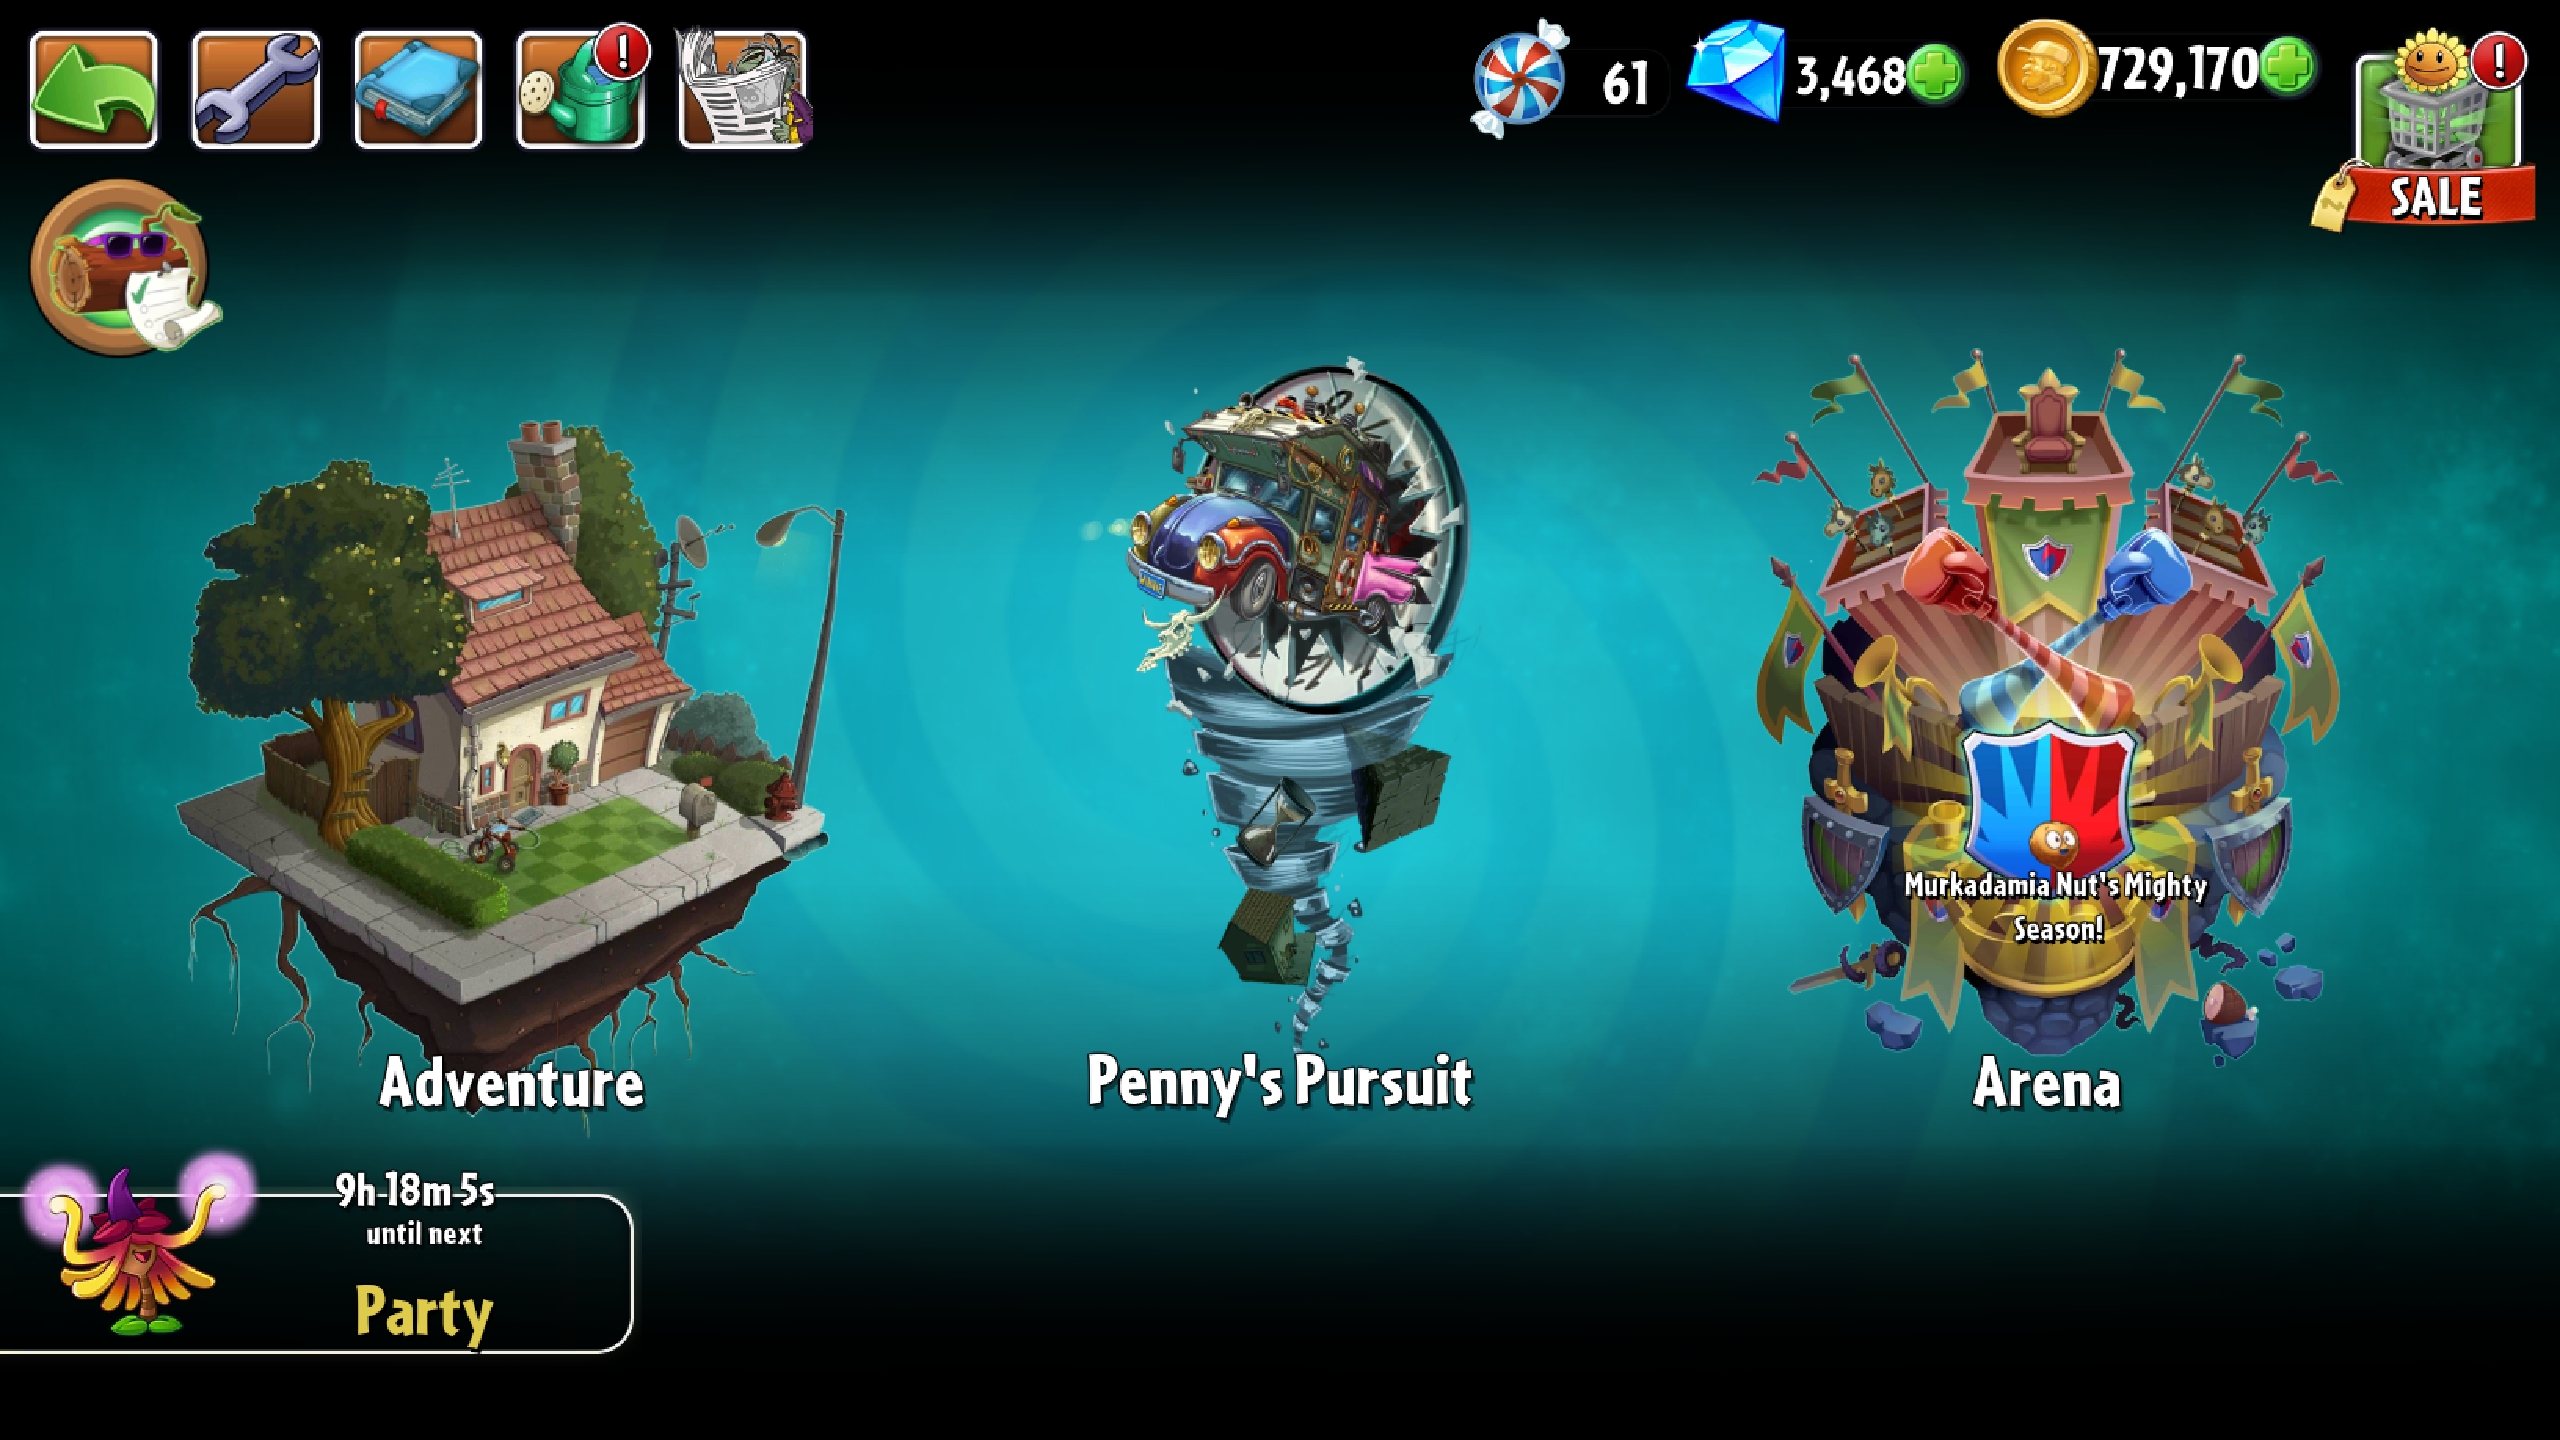 61
3,468
729,170
SALE
Murkadamia Nut's Mighty
Season!
Adventure
Penny's Pursuit
Arena
9h 18m 5s
until next
Party